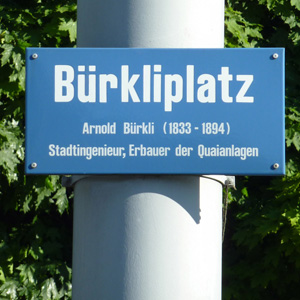 Bürkliplatz
Arnold Bürkli (1833 - 1894)
Stadtingenieur, Erbauer der Quaianlagen